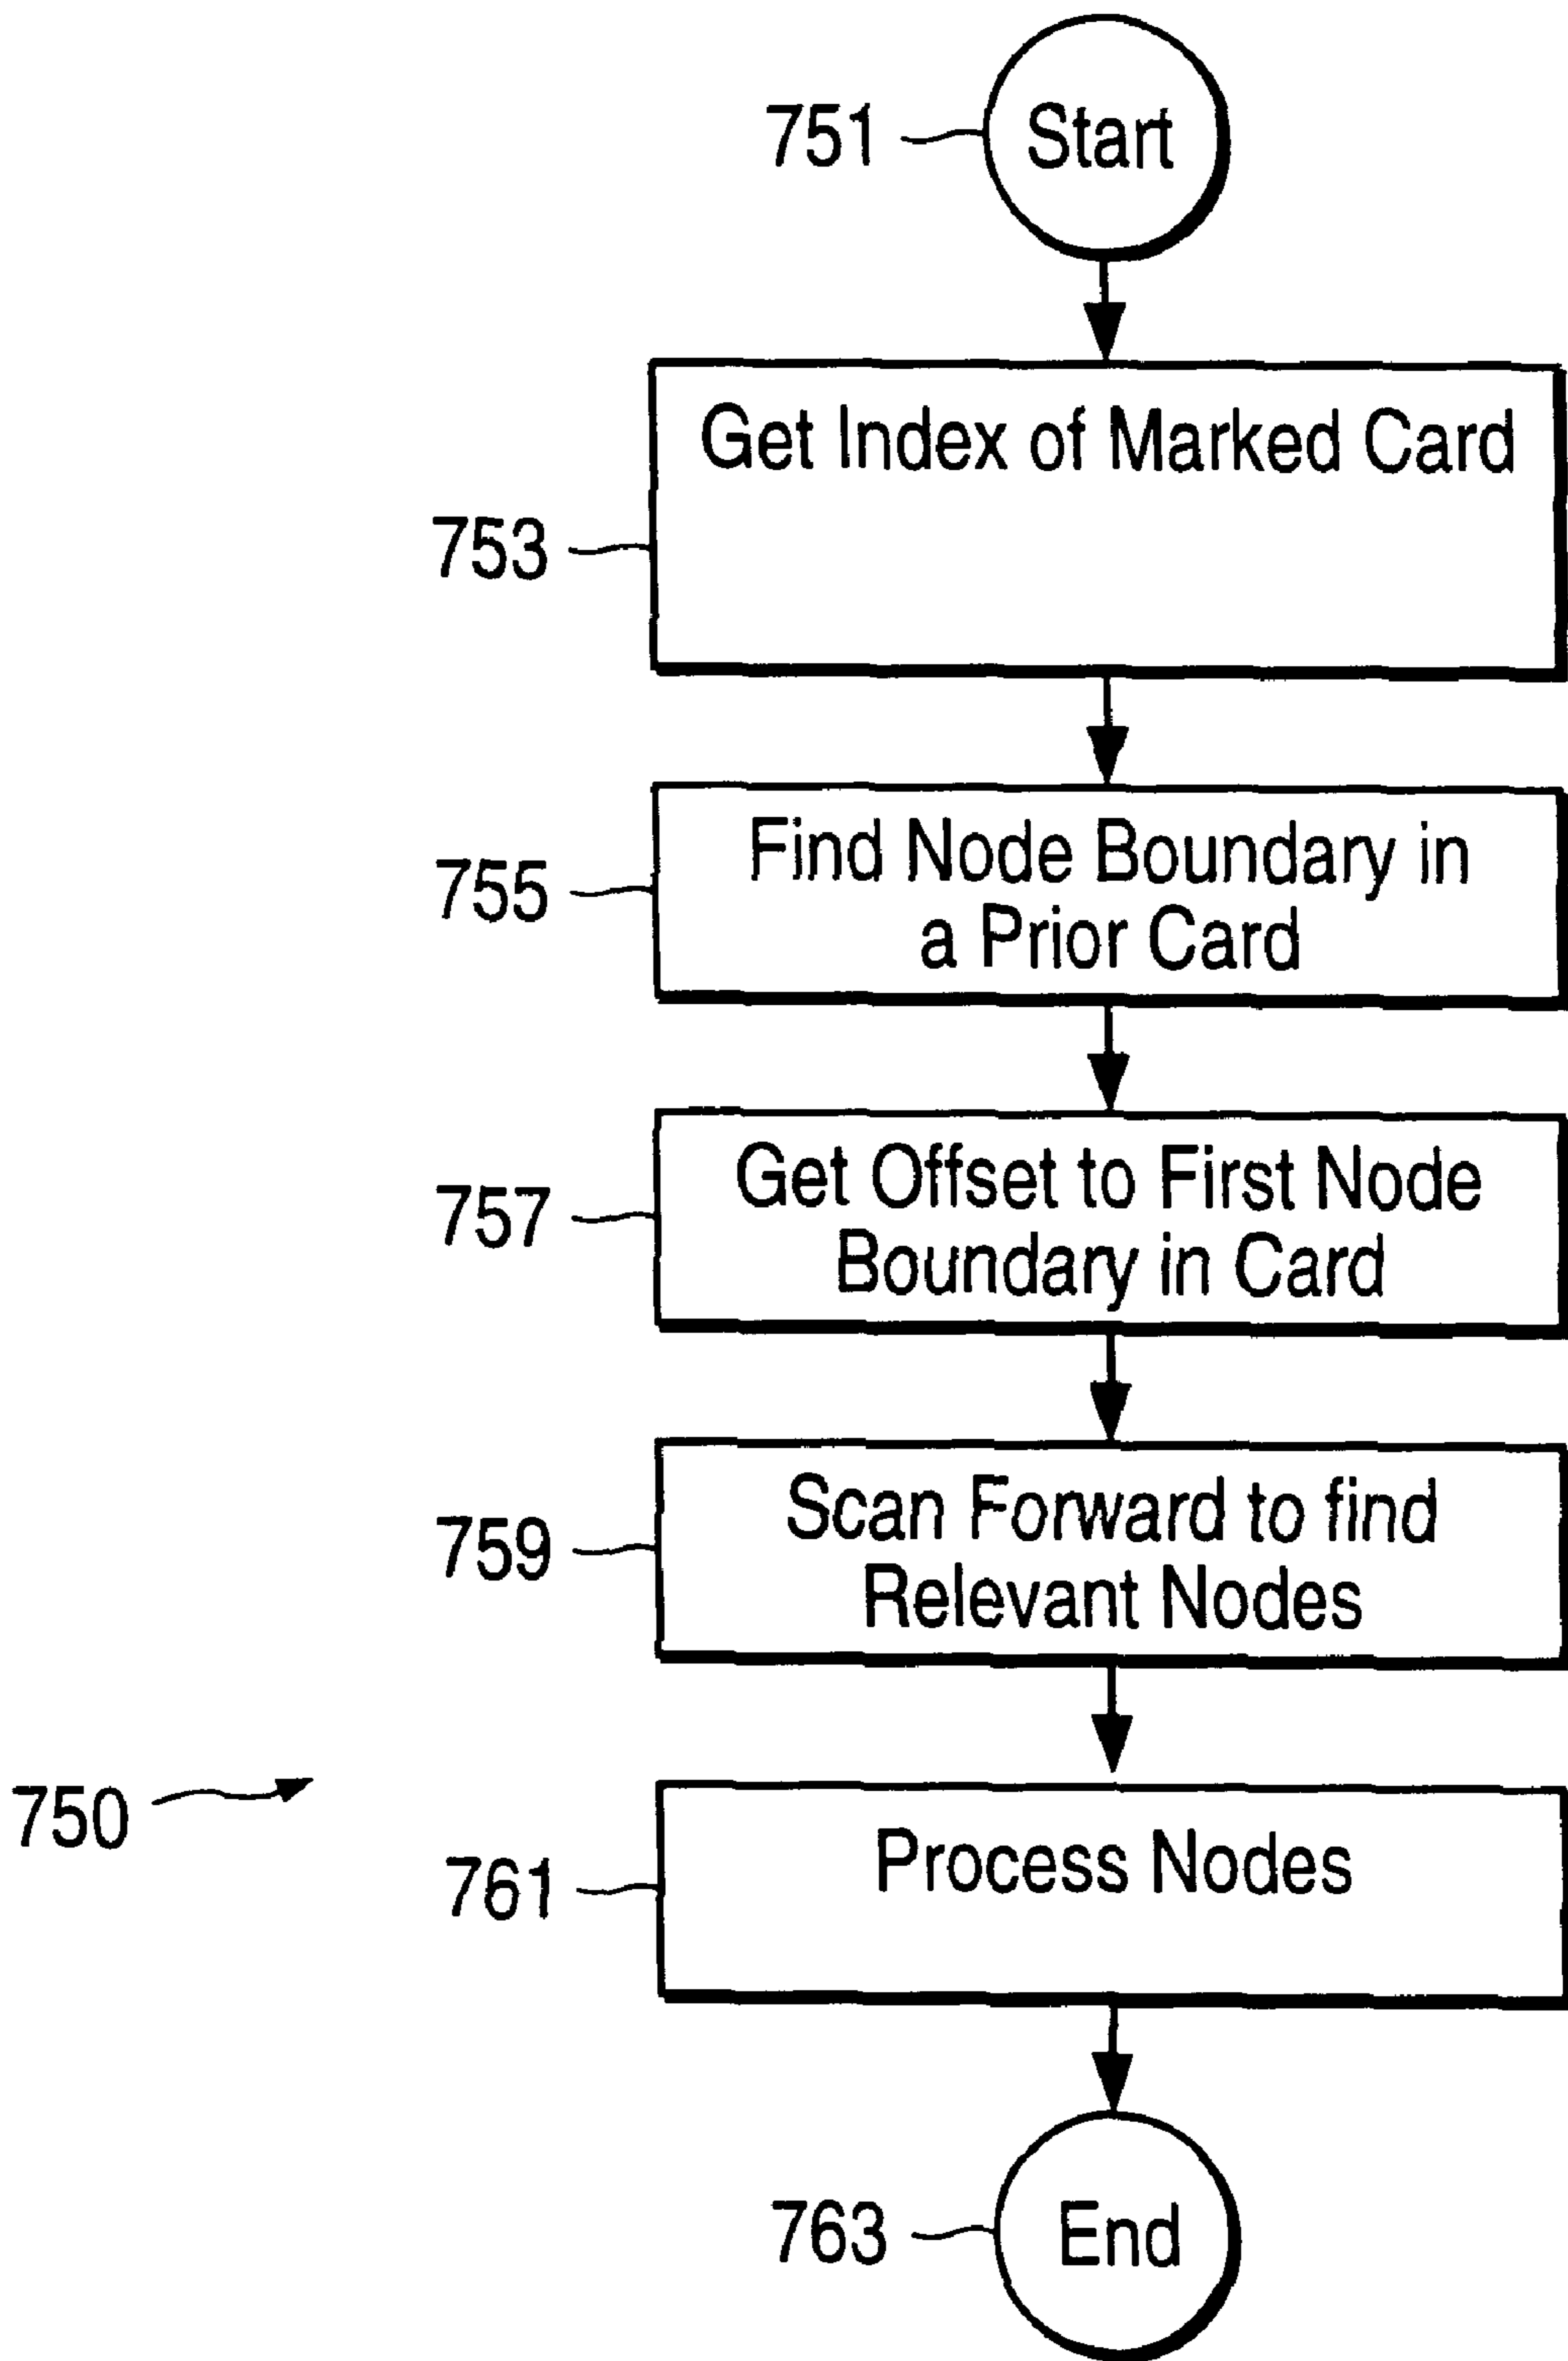 751
Start
Get Index of Marked Card
753
Find Node Boundary in
a Prior Card
755
Get Offset to First Node
Boundary in Card
757
Scan Forward to find
Relevant Nodes
759
750
Process Nodes
761
763
End